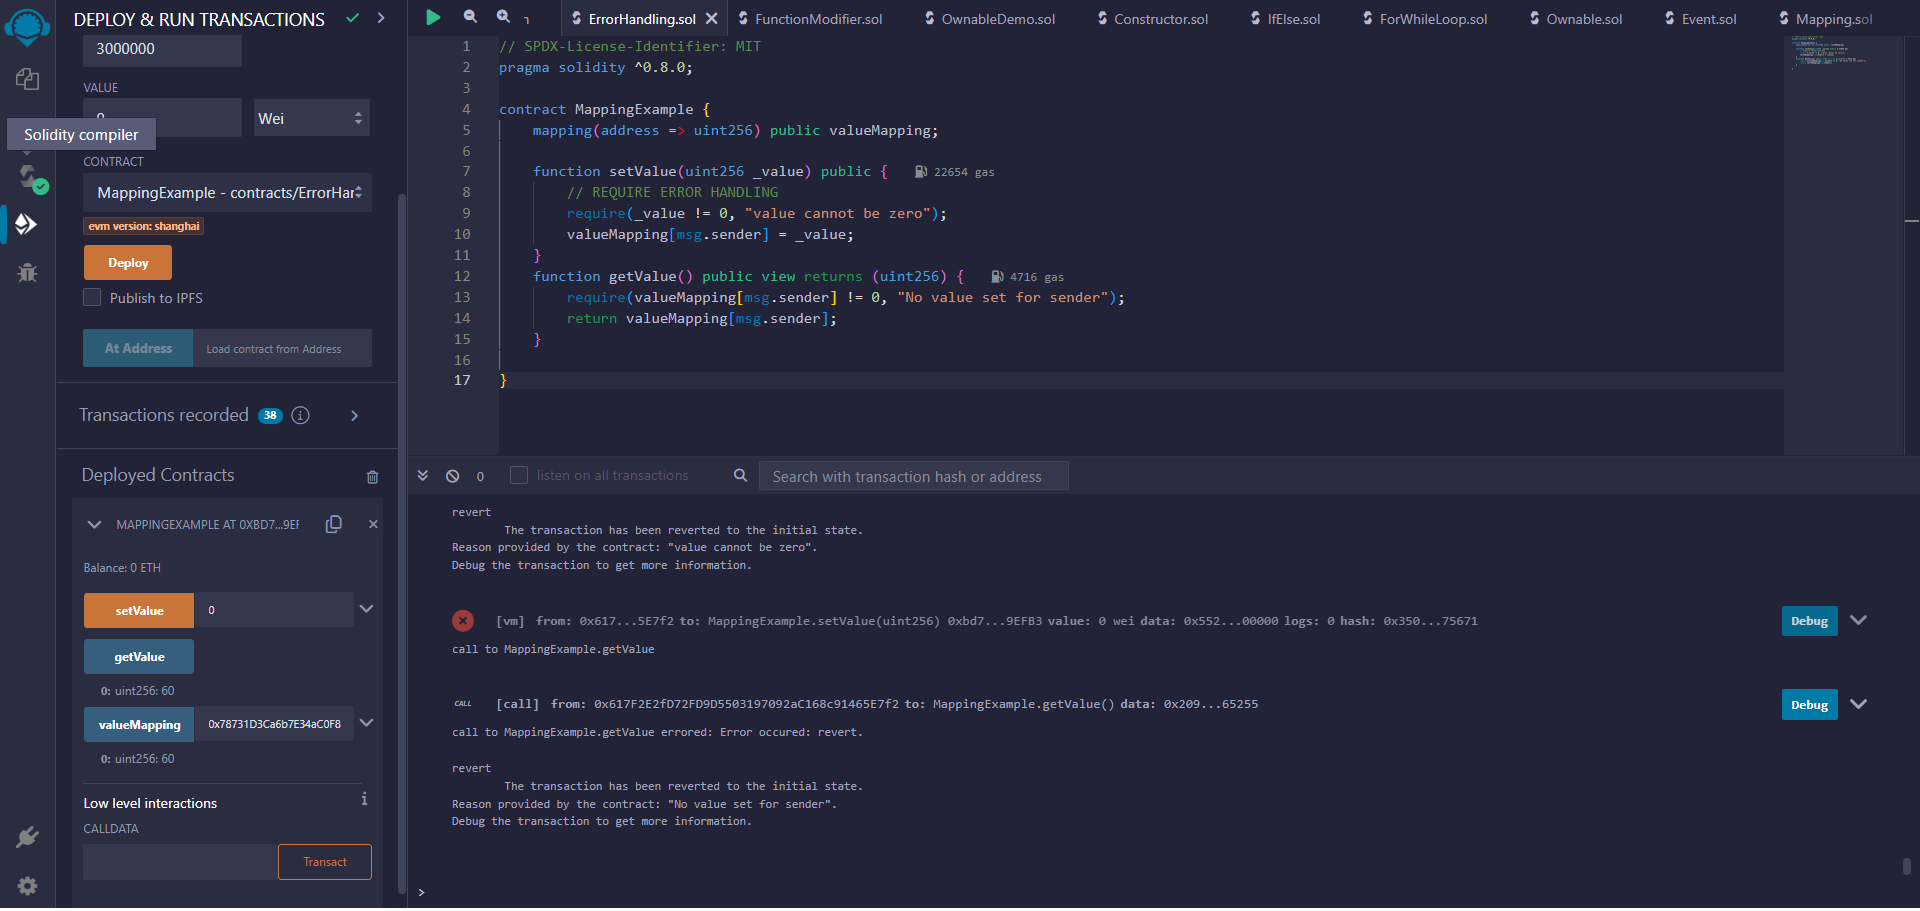 DEPLOY & RUN TRANSACTIONS
3000000
VALUE
Wei
Solidity compiler
CONTRACT
MappingExample - contracts/ErrorHar
evm version: shanghai
Deploy
Publish to IPFS
At Address
Load contract from Address
Transactions recorded 38
Deployed Contracts
MAPPINGEXAMPLE AT 0XBD7...9EF
Balance: 0 ETH
setValue
0
getValue
0: uint256: 60
valueMapping
0x78731D3Ca6b7E34aC0F8
0: uint256: 60
Low level interactions
CALLDATA
Transact
ErrorHandling.sol
FunctionModifier.sol
OwnableDemo.sol
Constructor.sol
IfElse.sol
ForWhileLoop.sol
Ownable.sol
Event.sol
Mapping.sol
1 // SPDX-License-Identifier: MIT
2 pragma solidity ^0.8.0;
3
4 contract MappingExample {
5 mapping(address => uint256) public valueMapping;
6
7 function setValue(uint256 _value) public { 22654 gas
8 // REQUIRE ERROR HANDLING
9 require(_value != 0, "value cannot be zero");
10 valueMapping[msg.sender] = _value;
11 }
12 function getValue() public view returns (uint256) { 4716 gas
13 require(valueMapping[msg.sender] != 0, "No value set for sender");
14 return valueMapping[msg.sender];
15 }
16
17 }
0
listen on all transactions
Search with transaction hash or address
revert
The transaction has been reverted to the initial state.
Reason provided by the contract: "value cannot be zero".
Debug the transaction to get more information.
[vm] from: 0x617...5E7f2 to: MappingExample.setValue(uint256) 0xbd7...9EFB3 value: 0 wei data: 0x552...00000 logs: 0 hash: 0x350...75671
Debug
call to MappingExample.getValue
CALL [call] from: 0x617F2E2fD72FD9D5503197092aC168c91465E7f2 to: MappingExample.getValue() data: 0x209...65255
Debug
call to MappingExample.getValue errored: Error occured: revert.
revert
The transaction has been reverted to the initial state.
Reason provided by the contract: "No value set for sender".
Debug the transaction to get more information.
>